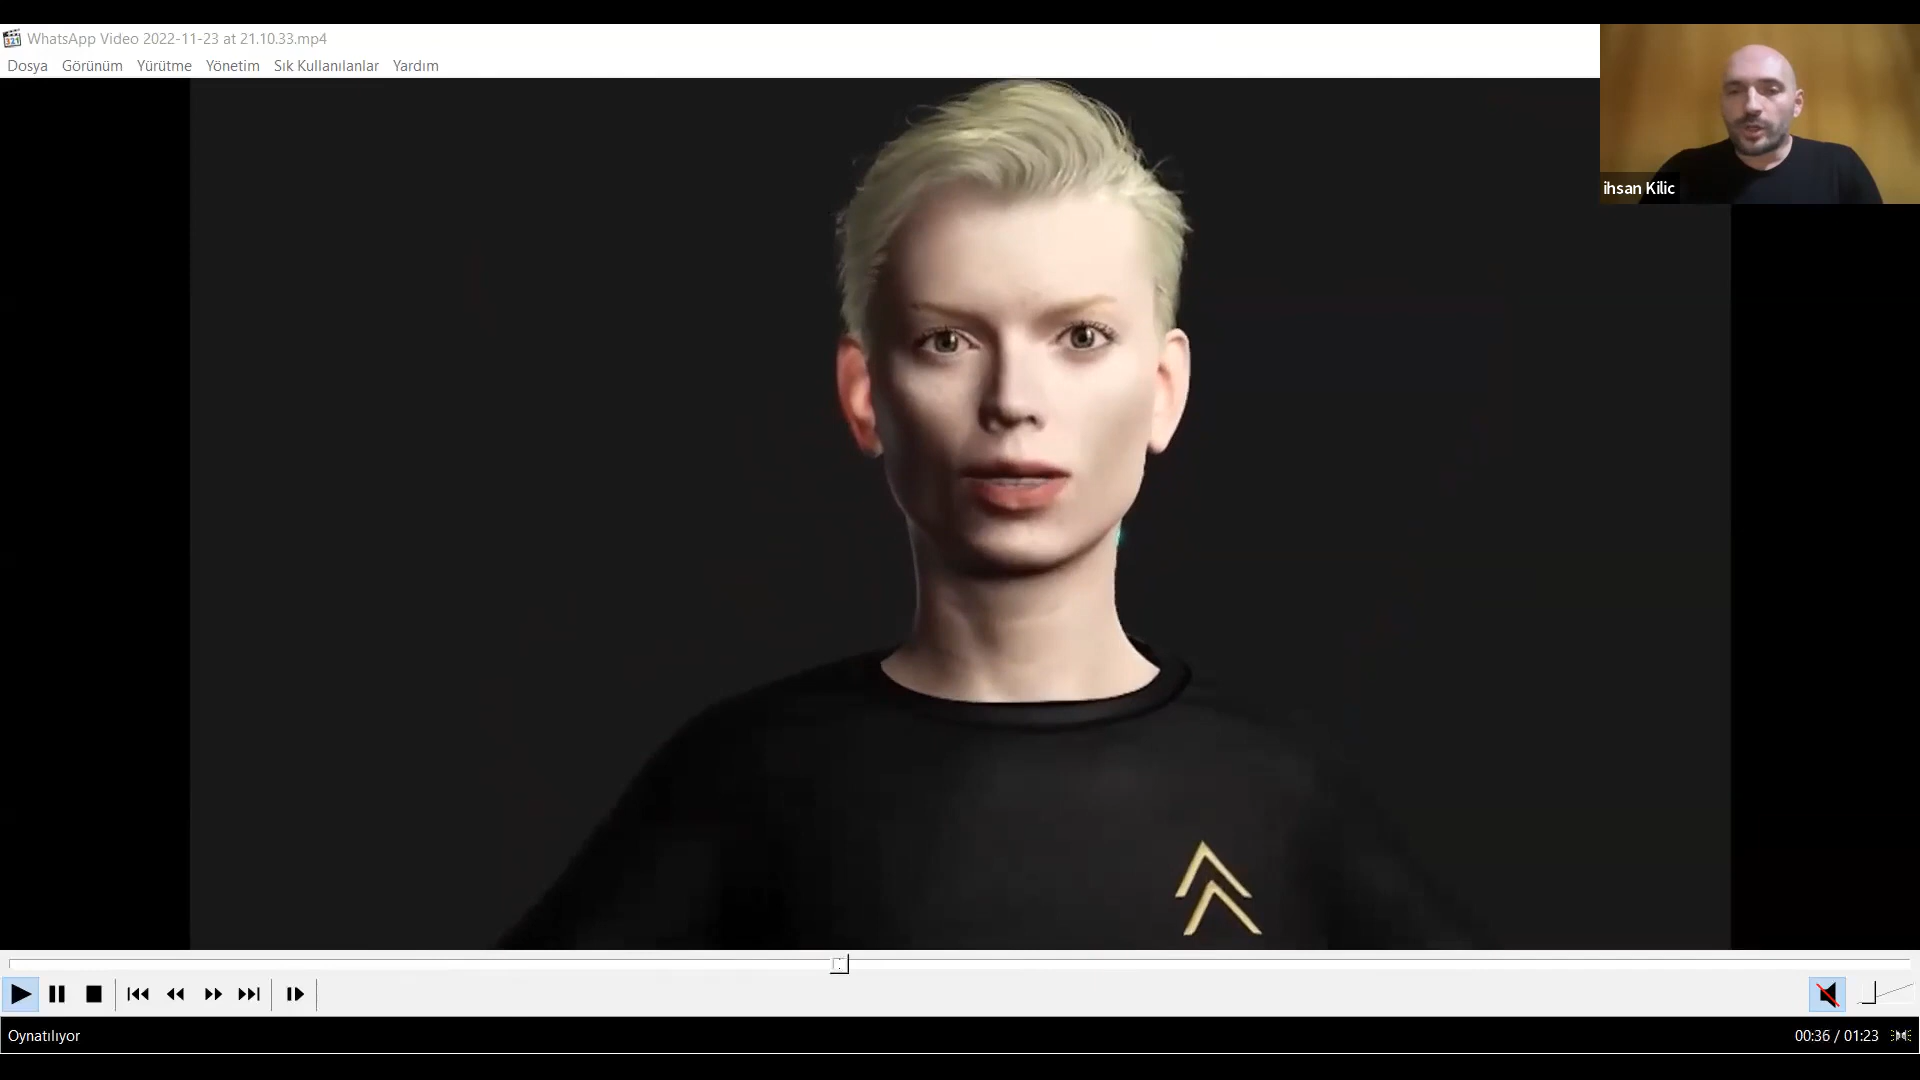 WhatsApp Video 2022-11-23 at 21.10.33.mp4
Dosya Görünüm Yürütme Yönetim Sık Kullanılanlar Yardım
ihsan Kilic
Oynatılıyor
00:36 / 01:23